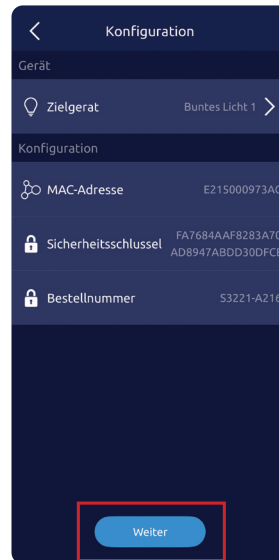 Konfiguration
Gerät
Zielgerat Buntes Licht 1
Konfiguration
MAC-Adresse E215000973AC
Sicherheitsschlussel FA7684AAF8283A70
AD8947ABDD30DFCE
Bestellnummer S3221-A216
Weiter